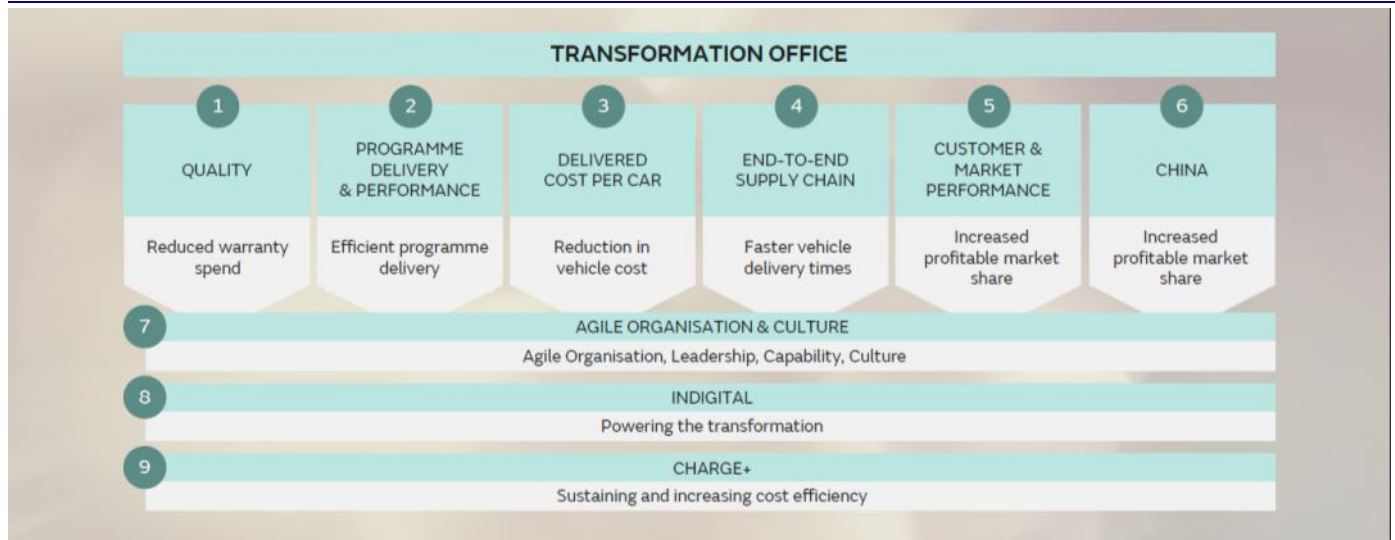 TRANSFORMATION OFFICE
1
QUALITY
Reduced warranty
spend
2
PROGRAMME
DELIVERY
& PERFORMANCE
Efficient programme
delivery
3
DELIVERED
COST PER CAR
Reduction in
vehicle cost
4
END-TO-END
SUPPLY CHAIN
Faster vehicle
delivery times
5
CUSTOMER &
MARKET
PERFORMANCE
Increased
profitable market
share
6
CHINA
Increased
profitable market
share
7
AGILE ORGANISATION & CULTURE
Agile Organisation, Leadership, Capability, Culture
8
INDIGITAL
Powering the transformation
9
CHARGE+
Sustaining and increasing cost efficiency